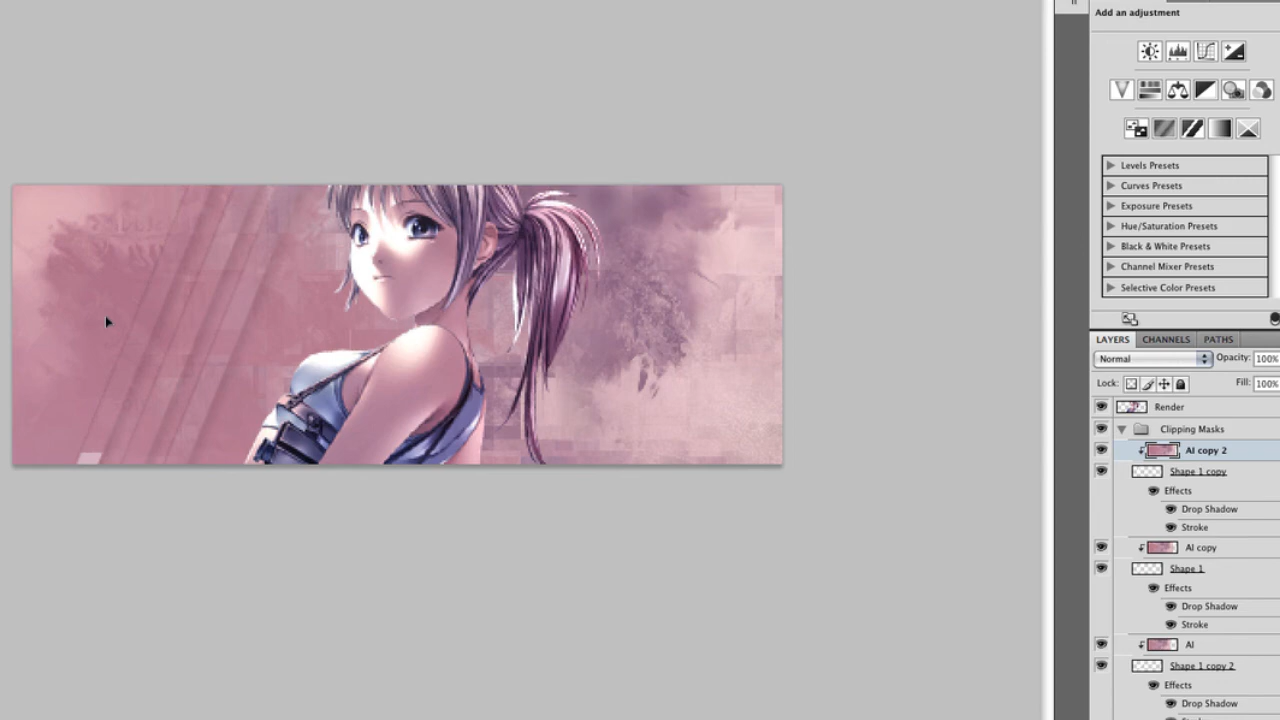 Add an adjustment
Levels Presets
Curves Presets
Exposure Presets
Hue/Saturation Presets
Black & White Presets
Channel Mixer Presets
Selective Color Presets
LAYERS CHANNELS PATHS
Normal Opacity: 100%
Lock: Fill: 100%
Render
Clipping Masks
AI copy 2
Shape 1 copy
Effects
Drop Shadow
Stroke
AI copy
Shape 1
Effects
Drop Shadow
Stroke
AI
Shape 1 copy 2
Effects
Drop Shadow